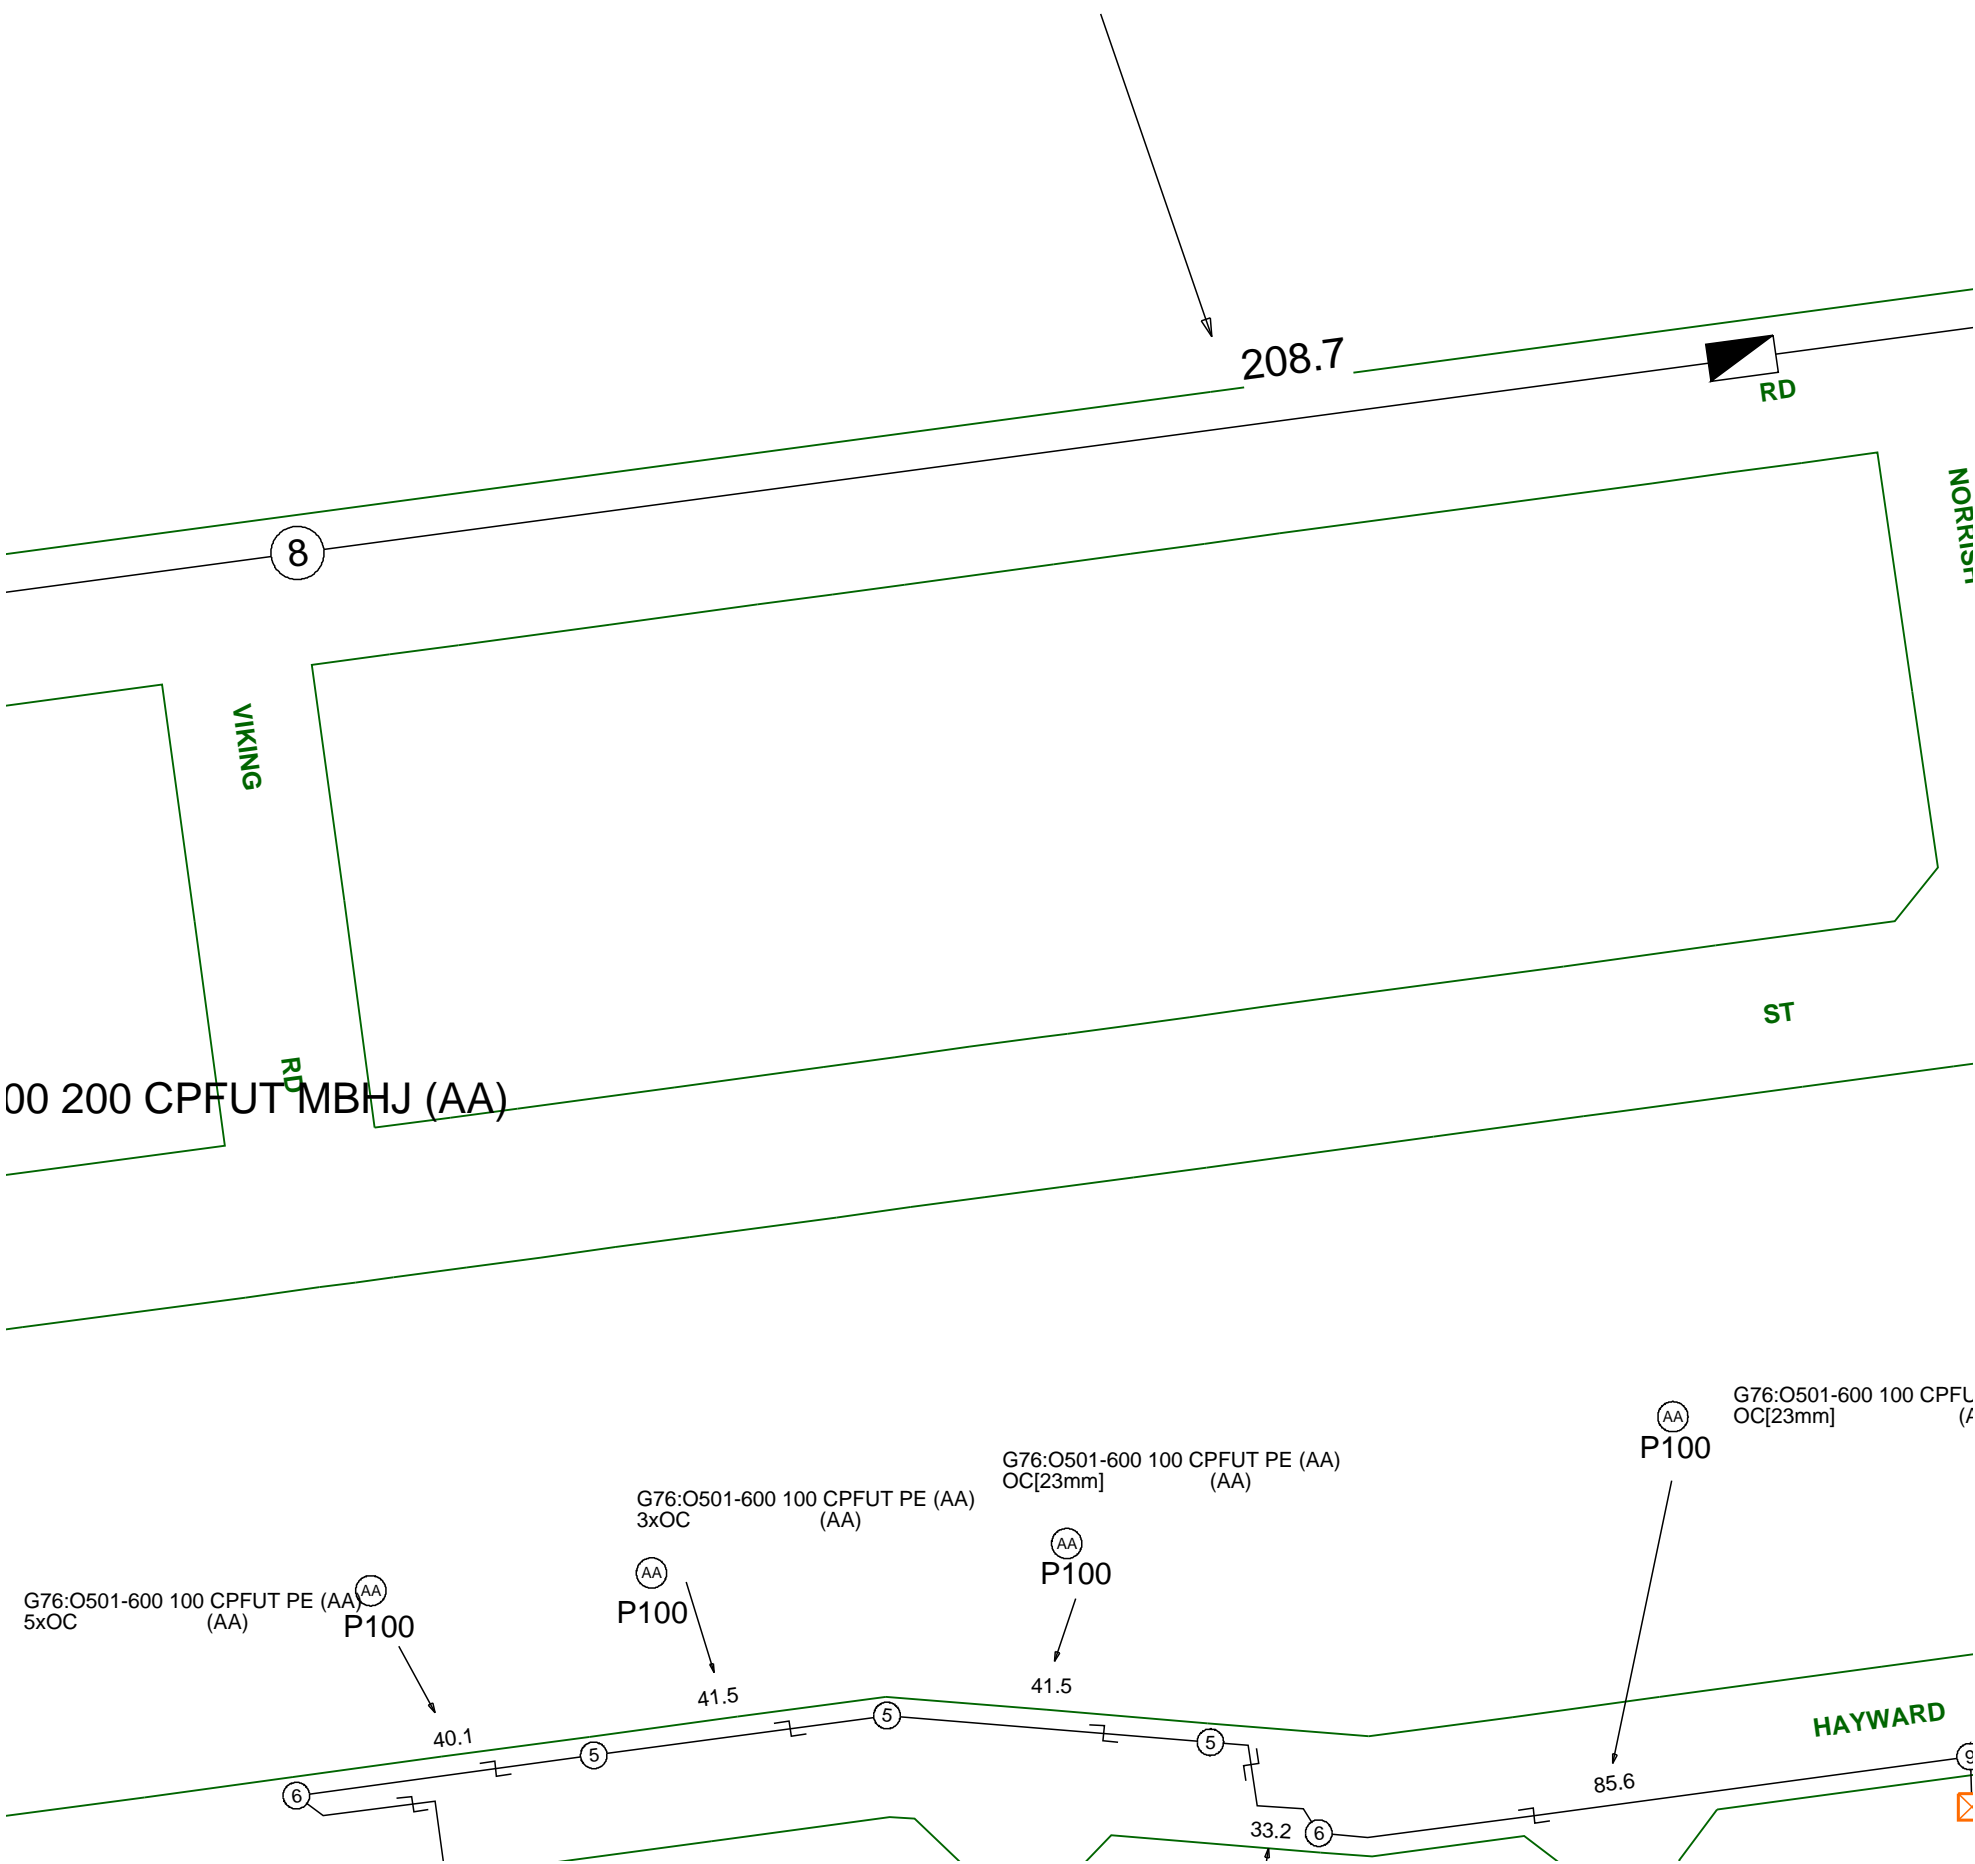 208.7
RD
8
NORRISH
VIKING
RD
ST
00 200 CPFUT MBHJ (AA)
G76:O501-600 100 CPFU
OC[23mm] (A
AA
P100
G76:O501-600 100 CPFUT PE (AA)
OC[23mm] (AA)
AA
P100
G76:O501-600 100 CPFUT PE (AA)
3xOC (AA)
AA
P100
G76:O501-600 100 CPFUT PE (AA)
5xOC (AA)
AA
P100
41.5
41.5
40.1
HAYWARD
5
5
5
6
9
85.6
33.2
6